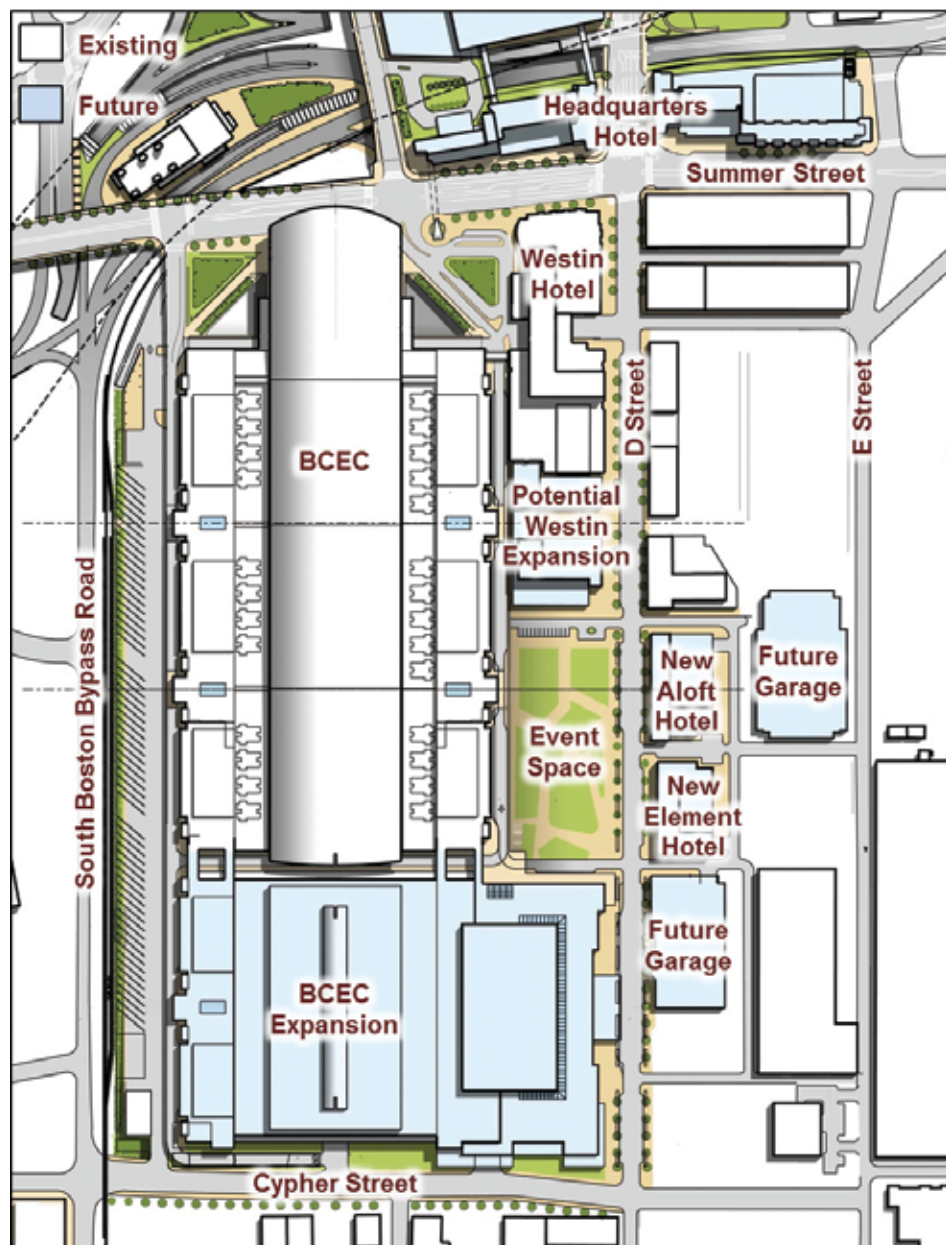 Existing
Future
Headquarters
Hotel
Summer Street
Westin
Hotel
D Street
E Street
BCEC
Potential
Westin
Expansion
South Boston Bypass Road
New
Aloft
Hotel
Future
Garage
Event
Space
New
Element
Hotel
Future
Garage
BCEC
Expansion
Cypher Street